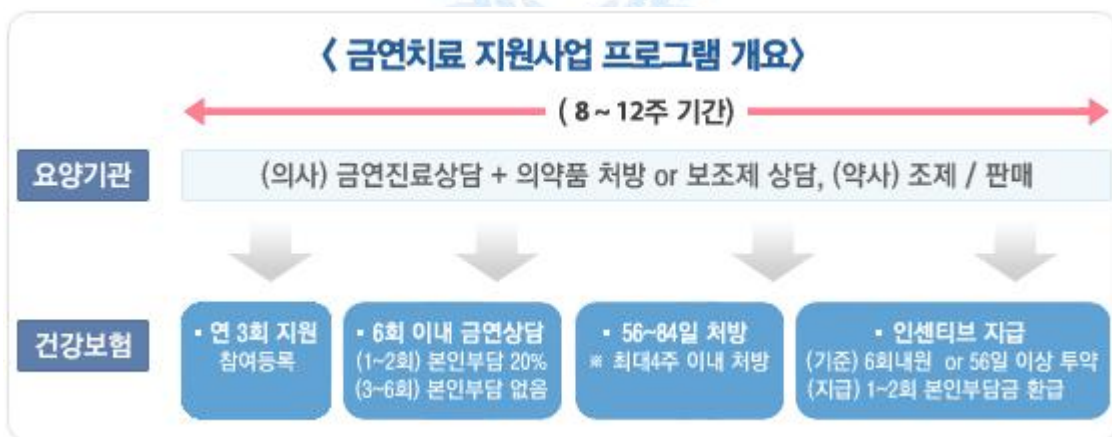 〈 금연치료 지원사업 프로그램 개요〉
( 8 ~ 12주 기간)
요양기관
(의사) 금연진료상담 + 의약품 처방 or 보조제 상담, (약사) 조제 / 판매
건강보험
▪ 연 3회 지원
참여등록
▪ 6회 이내 금연상담
(1~2회) 본인부담 20%
(3~6회) 본인부담 없음
▪ 56~84일 처방
※ 최대4주 이내 처방
▪ 인센티브 지급
(기준) 6회내원 or 56일 이상 투약
(지급) 1~2회 본인부담금 환급